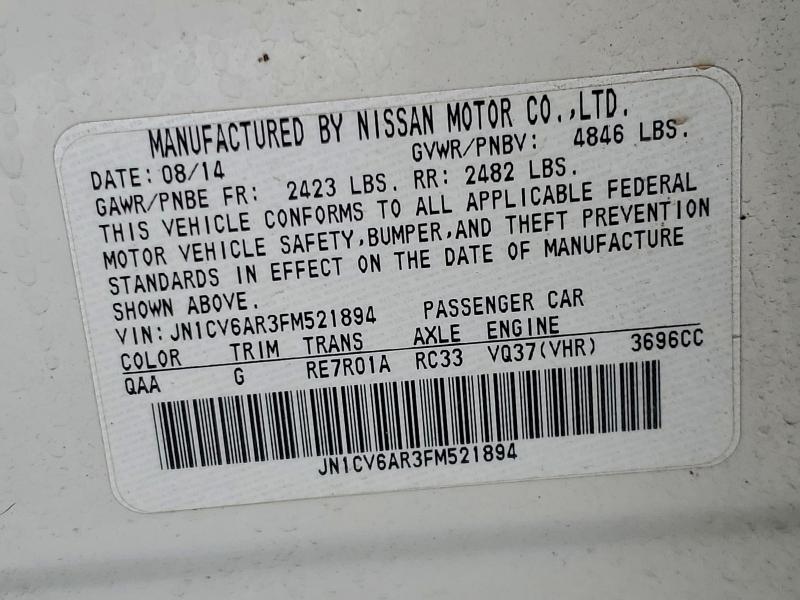 MANUFACTURED BY NISSAN MOTOR CO.,LTD.
DATE: 08/14 GVWR/PNBV: 4846 LBS.
GAWR/PNBE FR: 2423 LBS. RR: 2482 LBS.
THIS VEHICLE CONFORMS TO ALL APPLICABLE FEDERAL
MOTOR VEHICLE SAFETY,BUMPER,AND THEFT PREVENTION
STANDARDS IN EFFECT ON THE DATE OF MANUFACTURE
SHOWN ABOVE.
VIN: JN1CV6AR3FM521894 PASSENGER CAR
COLOR TRIM TRANS AXLE ENGINE
QAA G RE7R01A RC33 VQ37(VHR) 3696CC
JN1CV6AR3FM521894